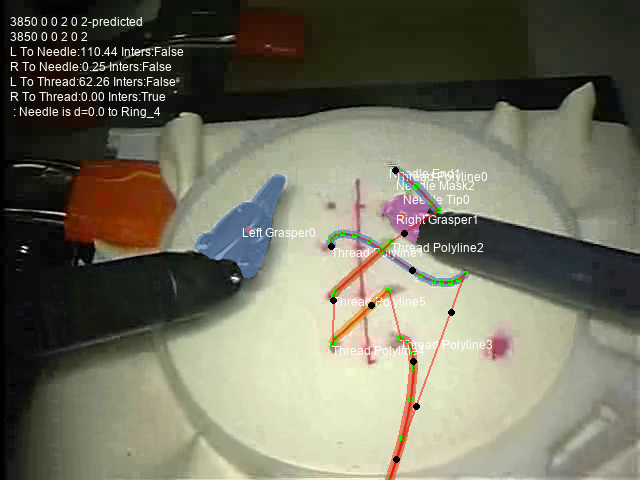 3850 0 0 2 0 2-predicted
3850 0 0 2 0 2
L To Needle:110.44 Inters:False
R To Needle:0.25 Inters:False
L To Thread:62.26 Inters:False
R To Thread:0.00 Inters:True
: Needle is d=0.0 to Ring_4
Needle End1
Thread Polyline0
Needle Mask2
Needle Tip0
Right Grasper1
Left Grasper0
Thread Polyline2
Thread Polyline1
Thread Polyline5
Thread Polyline3
Thread Polyline4